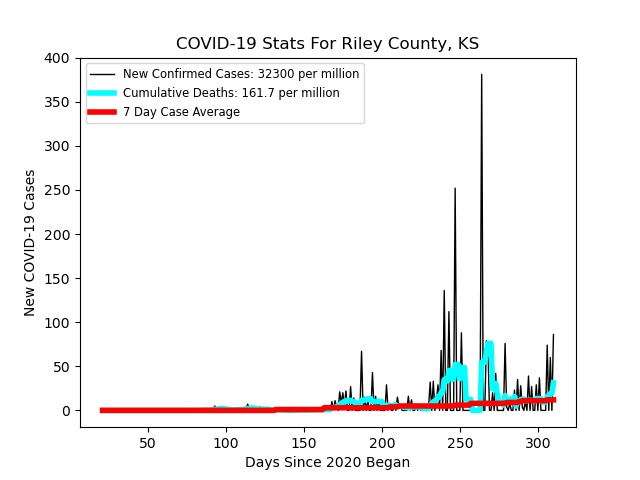 COVID-19 Stats For Riley County, KS
New Confirmed Cases: 32300 per million
Cumulative Deaths: 161.7 per million
7 Day Case Average
400
350
300
250
200
150
100
50
0
New COVID-19 Cases
50 100 150 200 250 300
Days Since 2020 Began